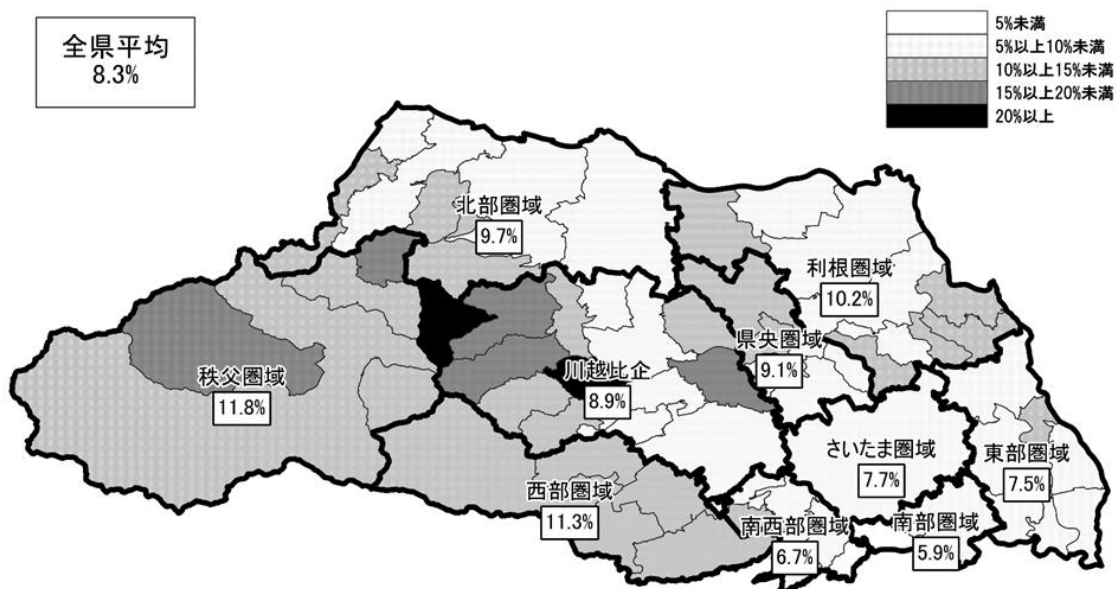 全県平均
8.3%
5%未満
5%以上10%未満
10%以上15%未満
15%以上20%未満
20%以上
北部圏域
9.7%
利根圏域
10.2%
県央圏域
9.1%
川越比企
8.9%
秩父圏域
11.8%
さいたま圏域
7.7%
東部圏域
7.5%
西部圏域
11.3%
南西部圏域
6.7%
南部圏域
5.9%